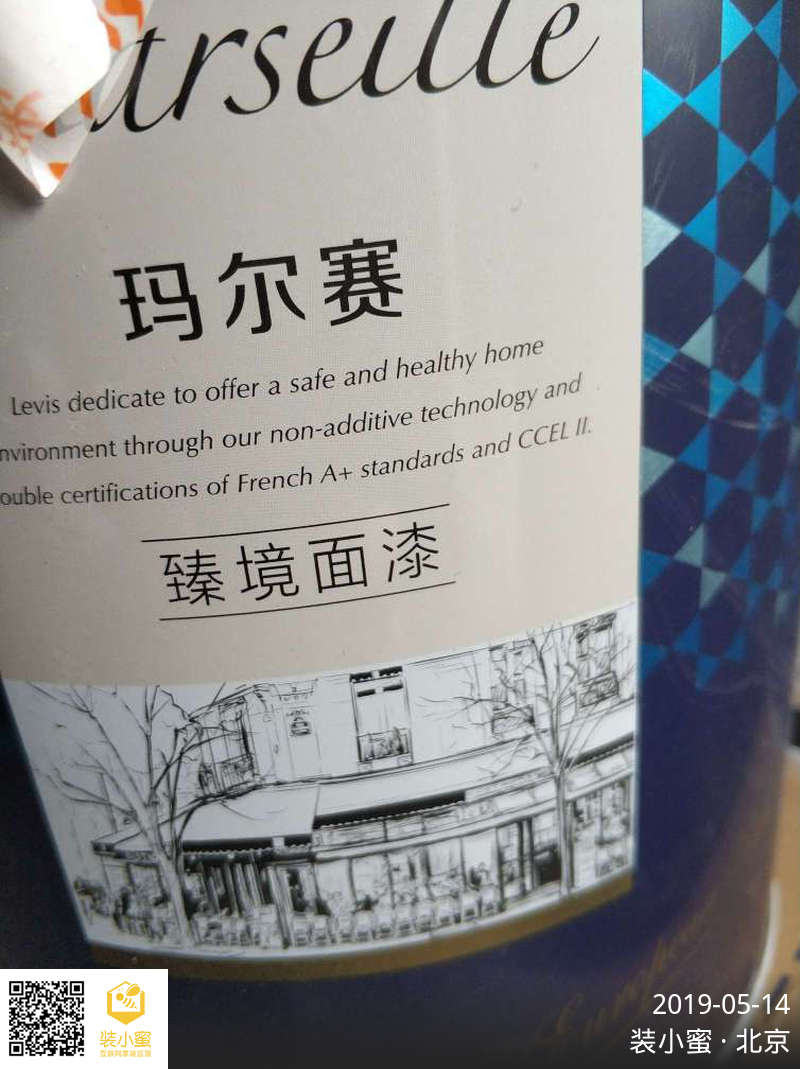 arseille
玛尔赛
Levis dedicate to offer a safe and healthy home
nvironment through our non-additive technology and
ouble certifications of French A+ standards and CCEL II.
臻境面漆
装小蜜
2019-05-14
装小蜜·北京